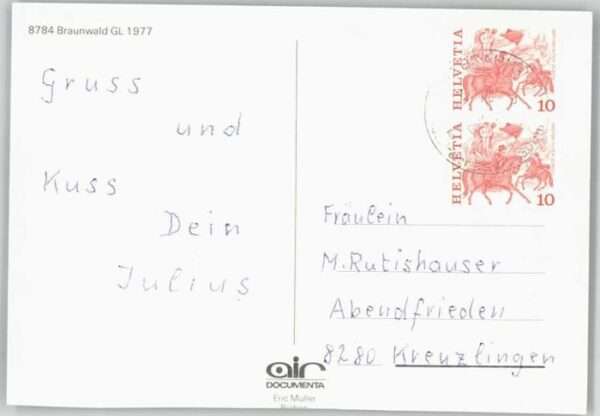 8784 Braunwald GL 1977
Gruss
und
Kuss
Dein
Julius
HELVETIA 10
HELVETIA 10
Fräulein
M. Rutishauser
Abendfrieden
8280 Kreuzlingen
air
DOCUMENTA
Eric Müller